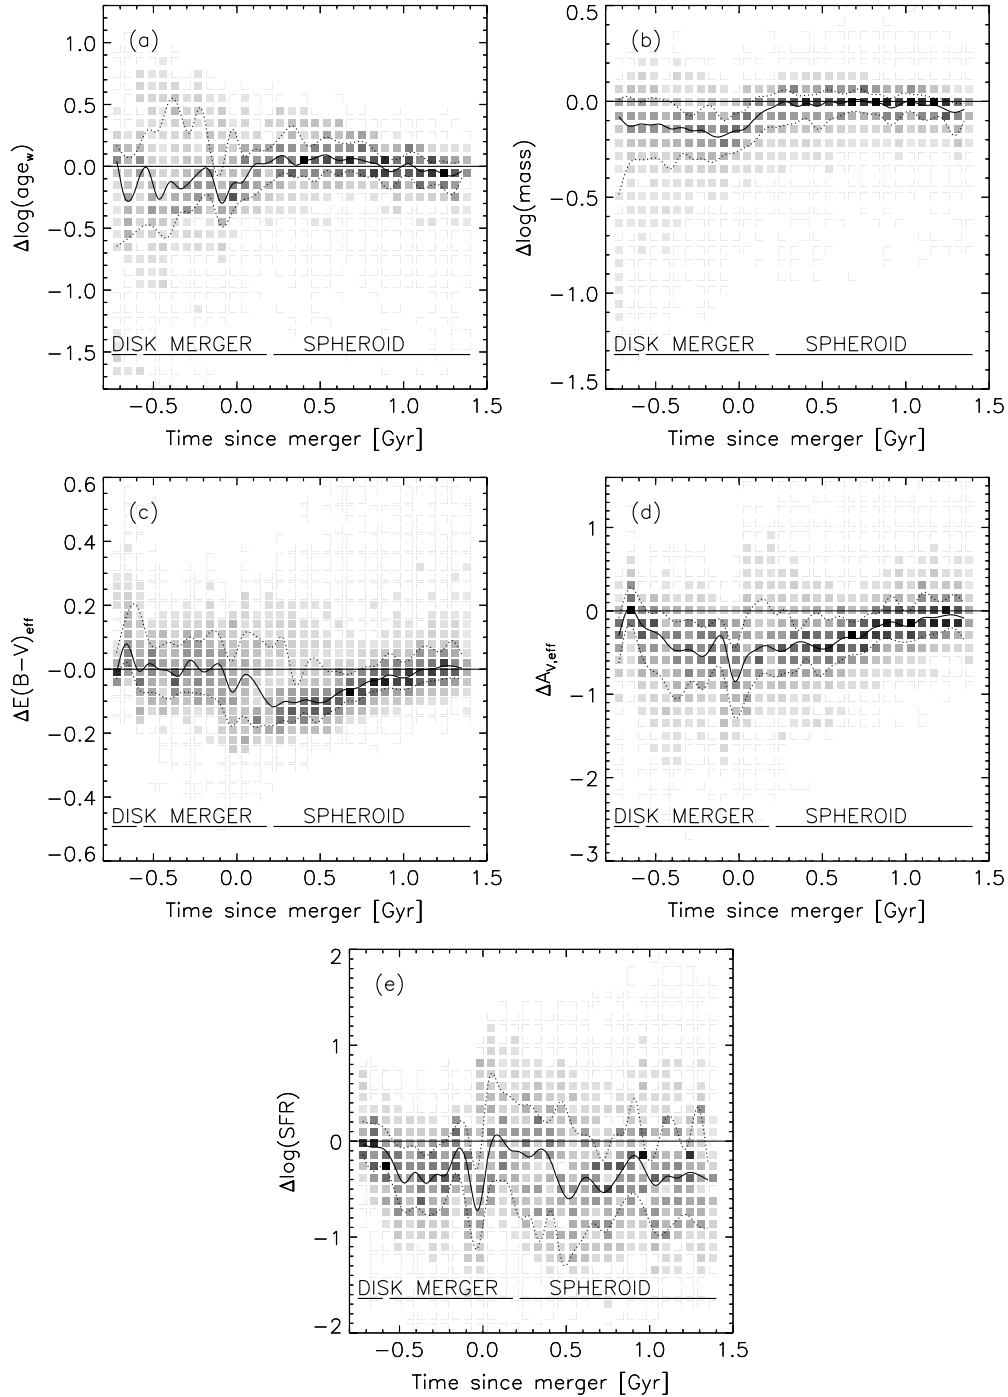 (a)
1.0
0.5
0.0
−0.5
−1.0
−1.5
Δlog(age_w)
DISK MERGER SPHEROID
−0.5 0.0 0.5 1.0 1.5
Time since merger [Gyr]
(b)
0.5
0.0
−0.5
−1.0
−1.5
Δlog(mass)
DISK MERGER SPHEROID
−0.5 0.0 0.5 1.0 1.5
Time since merger [Gyr]
(c)
0.6
0.4
0.2
−0.0
−0.2
−0.4
−0.6
ΔE(B−V)_eff
DISK MERGER SPHEROID
−0.5 0.0 0.5 1.0 1.5
Time since merger [Gyr]
(d)
1
0
−1
−2
−3
ΔA_V,eff
DISK MERGER SPHEROID
−0.5 0.0 0.5 1.0 1.5
Time since merger [Gyr]
(e)
2
1
0
−1
−2
Δlog(SFR)
DISK MERGER SPHEROID
−0.5 0.0 0.5 1.0 1.5
Time since merger [Gyr]